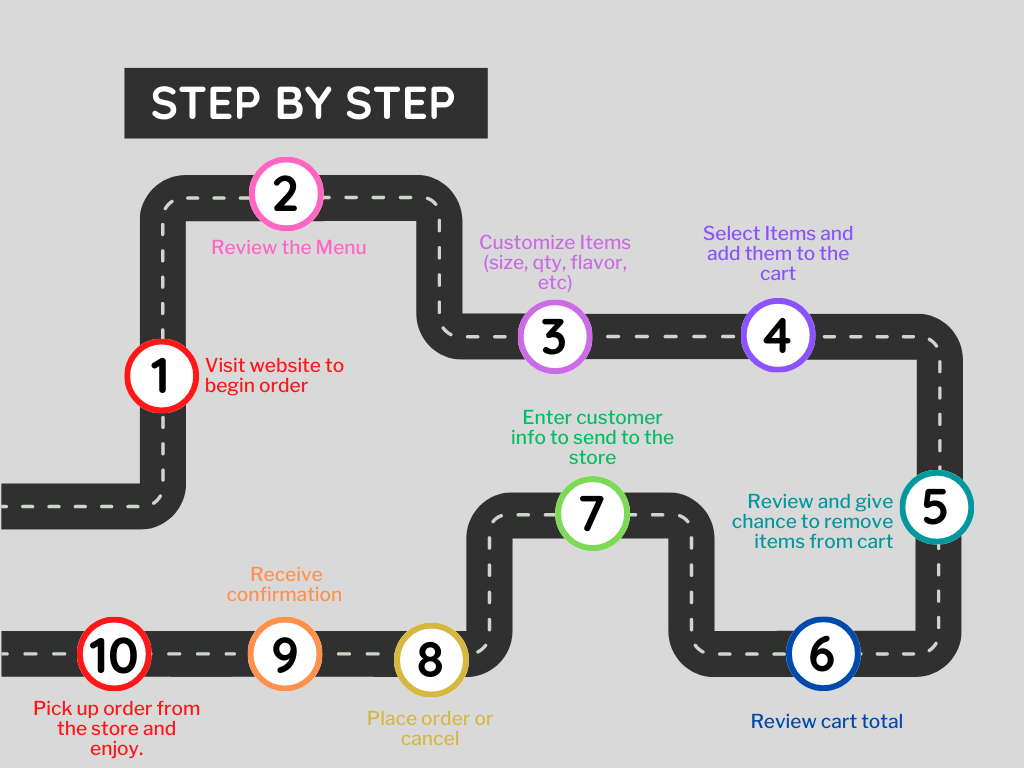 STEP BY STEP
2
Review the Menu
Customize Items
(size, qty, flavor,
etc)
3
Select Items and
add them to the
cart
4
1
Visit website to
begin order
Enter customer
info to send to the
store
7
Review and give
chance to remove
items from cart
5
Receive
confirmation
10
9
8
6
Pick up order from
the store and
enjoy.
Place order or
cancel
Review cart total